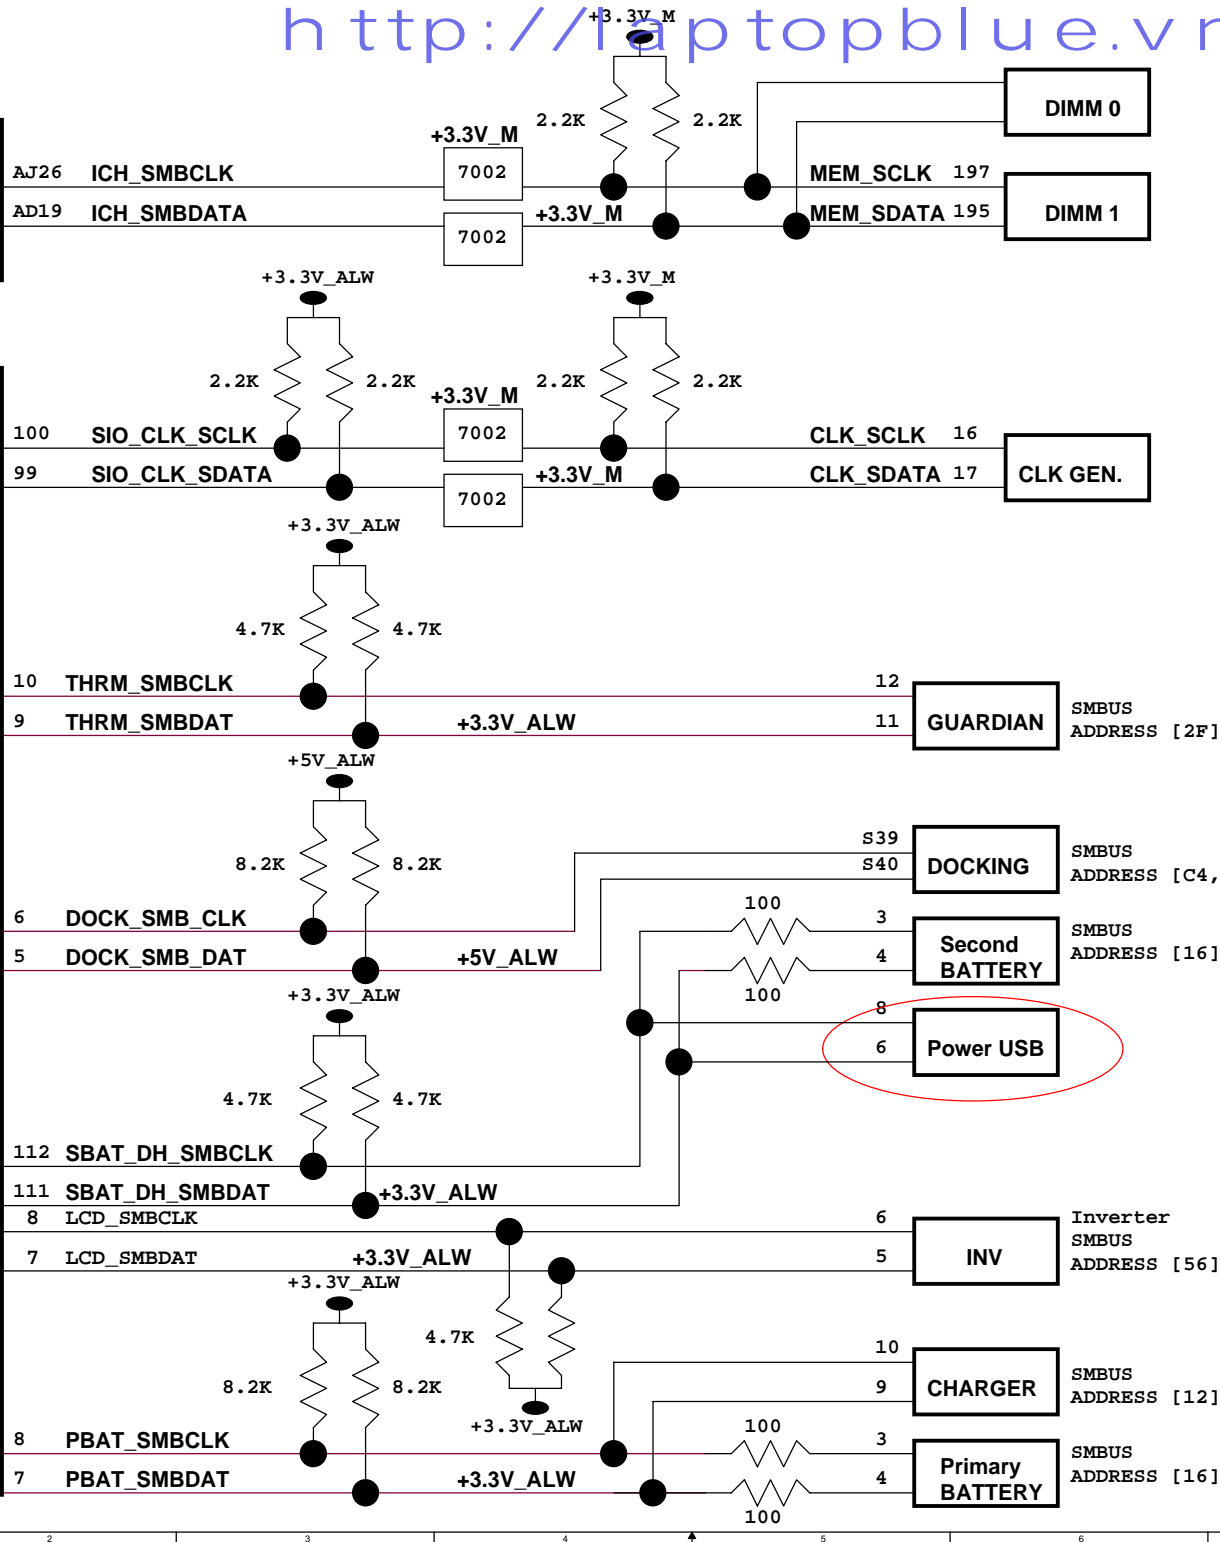 http://laptopblue.vn
+3.3V_M
2.2K
2.2K
DIMM 0
+3.3V_M
AJ26 ICH_SMBCLK
7002
MEM_SCLK 197
AD19 ICH_SMBDATA
7002
+3.3V_M
MEM_SDATA 195
DIMM 1
+3.3V_ALW
+3.3V_M
2.2K
2.2K
+3.3V_M
2.2K
2.2K
100 SIO_CLK_SCLK
7002
CLK_SCLK 16
99 SIO_CLK_SDATA
7002
+3.3V_M
CLK_SDATA 17
CLK GEN.
+3.3V_ALW
4.7K
4.7K
10 THRM_SMBCLK
12
9 THRM_SMBDAT
+3.3V_ALW
11
GUARDIAN
SMBUS
ADDRESS [2F]
+5V_ALW
8.2K
8.2K
S39
S40
DOCKING
SMBUS
ADDRESS [C4,
6 DOCK_SMB_CLK
5 DOCK_SMB_DAT
+5V_ALW
100
3
4
100
Second
BATTERY
SMBUS
ADDRESS [16]
+3.3V_ALW
8
6
Power USB
4.7K
4.7K
112 SBAT_DH_SMBCLK
111 SBAT_DH_SMBDAT
+3.3V_ALW
8 LCD_SMBCLK
6
7 LCD_SMBDAT
+3.3V_ALW
5
INV
Inverter
SMBUS
ADDRESS [56]
+3.3V_ALW
4.7K
+3.3V_ALW
8.2K
8.2K
10
9
CHARGER
SMBUS
ADDRESS [12]
8 PBAT_SMBCLK
7 PBAT_SMBDAT
+3.3V_ALW
100
3
4
100
Primary
BATTERY
SMBUS
ADDRESS [16]
2 3 4 5 6